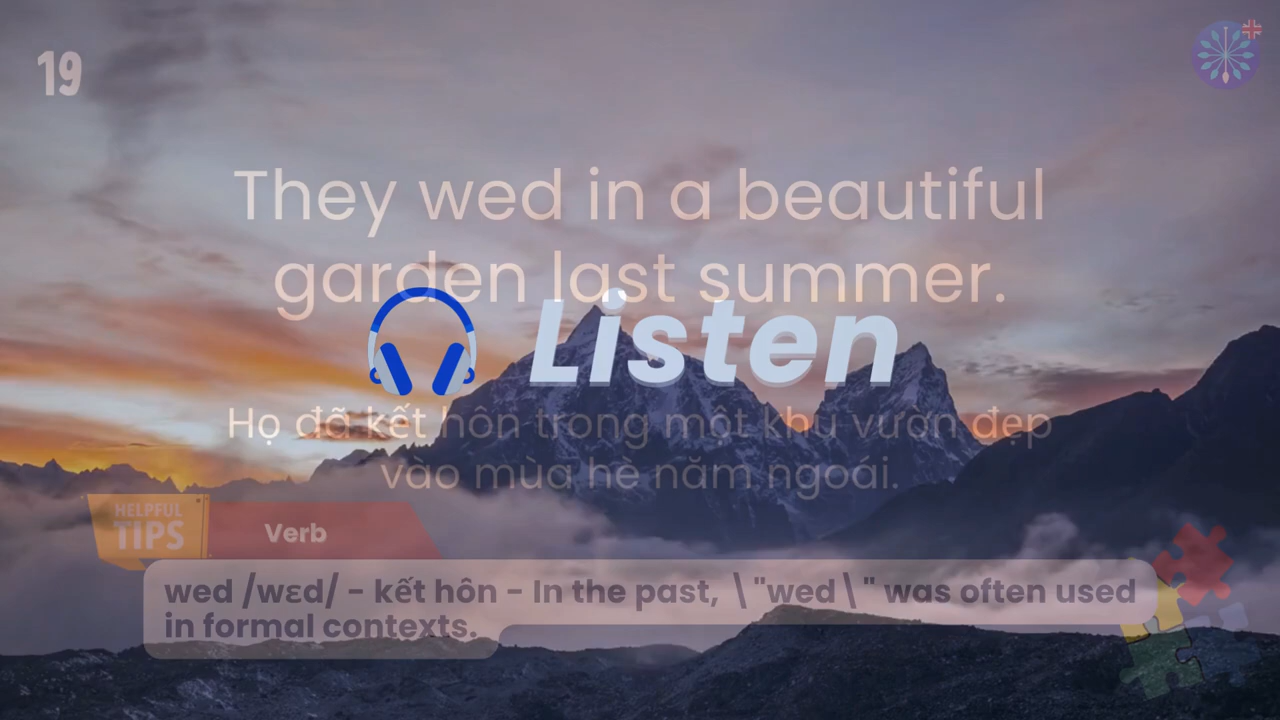 19
They wed in a beautiful
garden last summer.
Listen
Họ đã kết hôn trong một khu vườn đẹp
vào mùa hè năm ngoái.
HELPFUL
TIPS
Verb
wed /wɛd/ - kết hôn - In the past, \"wed\" was often used
in formal contexts.